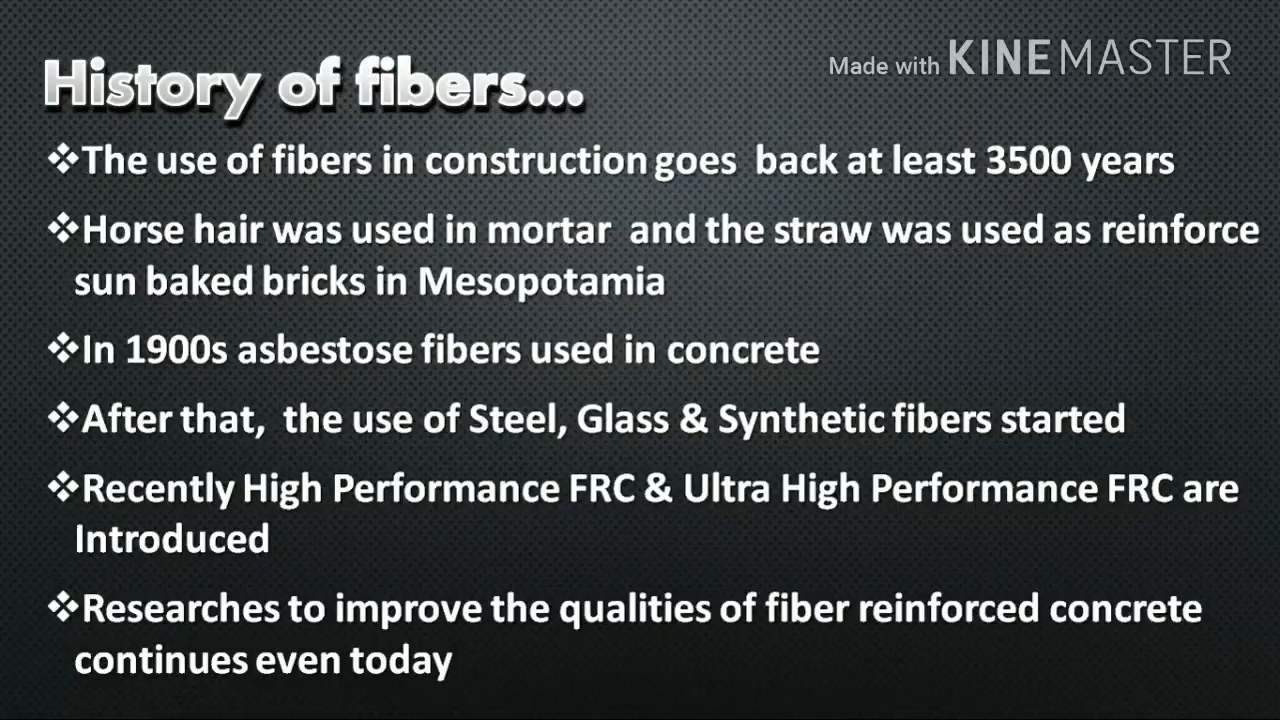 Made with KINEMASTER
History of fibers...
❖The use of fibers in construction goes back at least 3500 years
❖Horse hair was used in mortar and the straw was used as reinforce
sun baked bricks in Mesopotamia
❖In 1900s asbestose fibers used in concrete
❖After that, the use of Steel, Glass & Synthetic fibers started
❖Recently High Performance FRC & Ultra High Performance FRC are
Introduced
❖Researches to improve the qualities of fiber reinforced concrete
continues even today